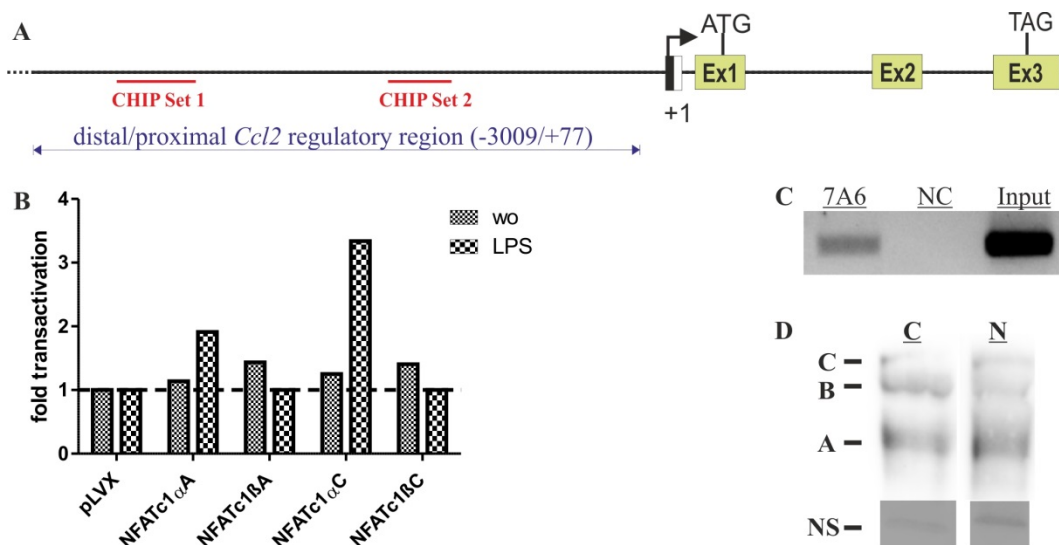 A
ATG
TAG
Ex1
Ex2
Ex3
CHIP Set 1
CHIP Set 2
+1
distal/proximal Ccl2 regulatory region (-3009/+77)
B
fold transactivation
4
3
2
1
0
wo
LPS
pLVX
NFATc1αA
NFATc1ßA
NFATc1αC
NFATc1ßC
C
7A6
NC
Input
D
C
N
C
B
A
NS